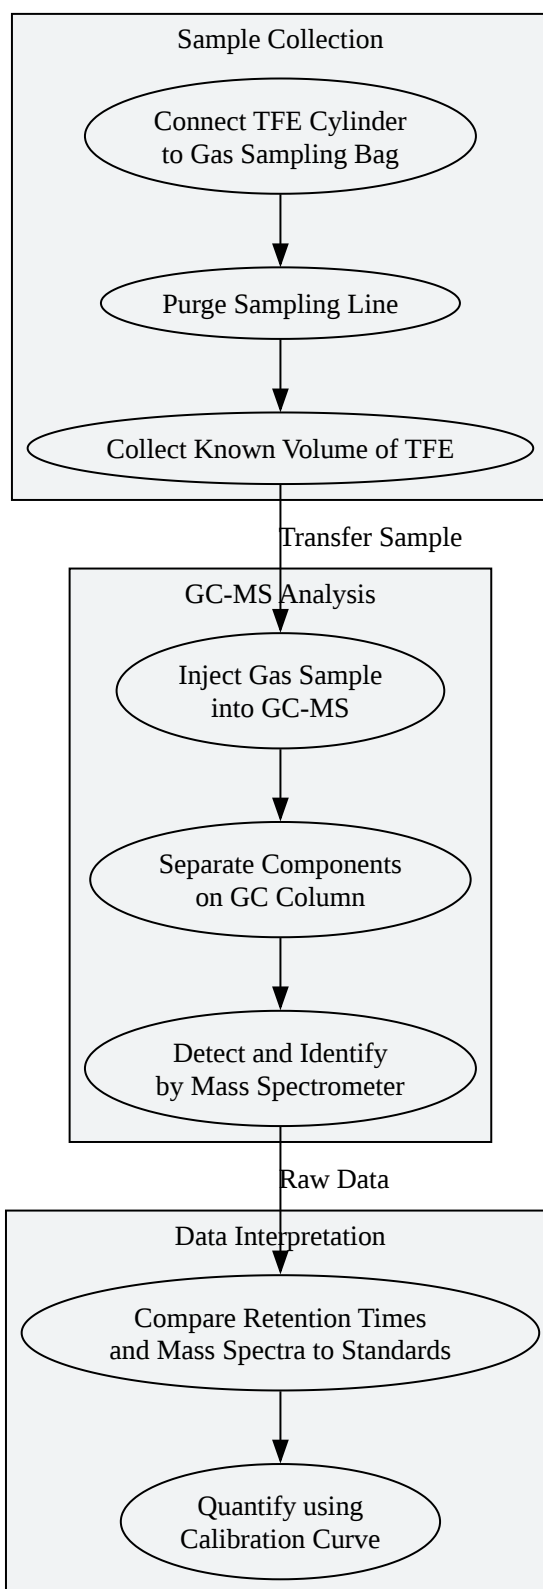 Sample Collection
Connect TFE Cylinder
to Gas Sampling Bag
Purge Sampling Line
Collect Known Volume of TFE
Transfer Sample
GC-MS Analysis
Inject Gas Sample
into GC-MS
Separate Components
on GC Column
Detect and Identify
by Mass Spectrometer
Raw Data
Data Interpretation
Compare Retention Times
and Mass Spectra to Standards
Quantify using
Calibration Curve